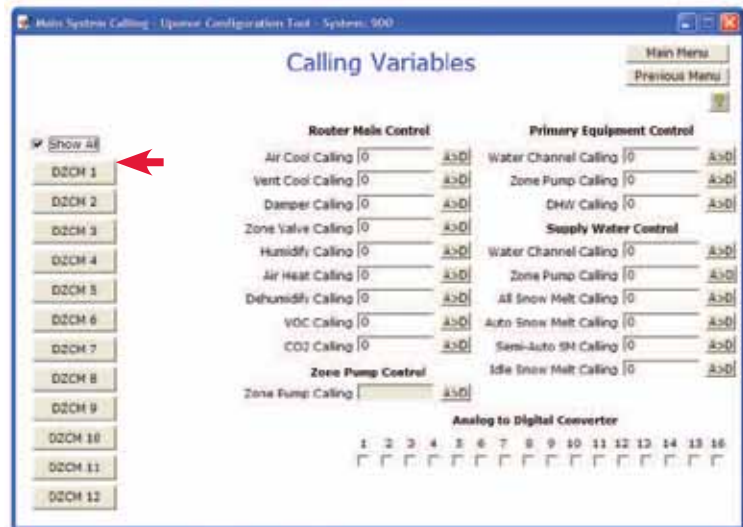 Main System Calling - Uponor Configuration Tool - System: 900
Calling Variables
Main Menu
Previous Menu
?
Show All
DZCM 1
DZCM 2
DZCM 3
DZCM 4
DZCM 5
DZCM 6
DZCM 7
DZCM 8
DZCM 9
DZCM 10
DZCM 11
DZCM 12
Router Main Control
Air Cool Calling 0 A>D
Vent Cool Calling 0 A>D
Damper Calling 0 A>D
Zone Valve Calling 0 A>D
Humidify Calling 0 A>D
Air Heat Calling 0 A>D
Dehumidify Calling 0 A>D
VOC Calling 0 A>D
CO2 Calling 0 A>D
Zone Pump Control
Zone Pump Calling A>D
Primary Equipment Control
Water Channel Calling 0 A>D
Zone Pump Calling 0 A>D
DHW Calling 0 A>D
Supply Water Control
Water Channel Calling 0 A>D
Zone Pump Calling 0 A>D
All Snow Melt Calling 0 A>D
Auto Snow Melt Calling 0 A>D
Semi-Auto SM Calling 0 A>D
Idle Snow Melt Calling 0 A>D
Analog to Digital Converter
1 2 3 4 5 6 7 8 9 10 11 12 13 14 15 16